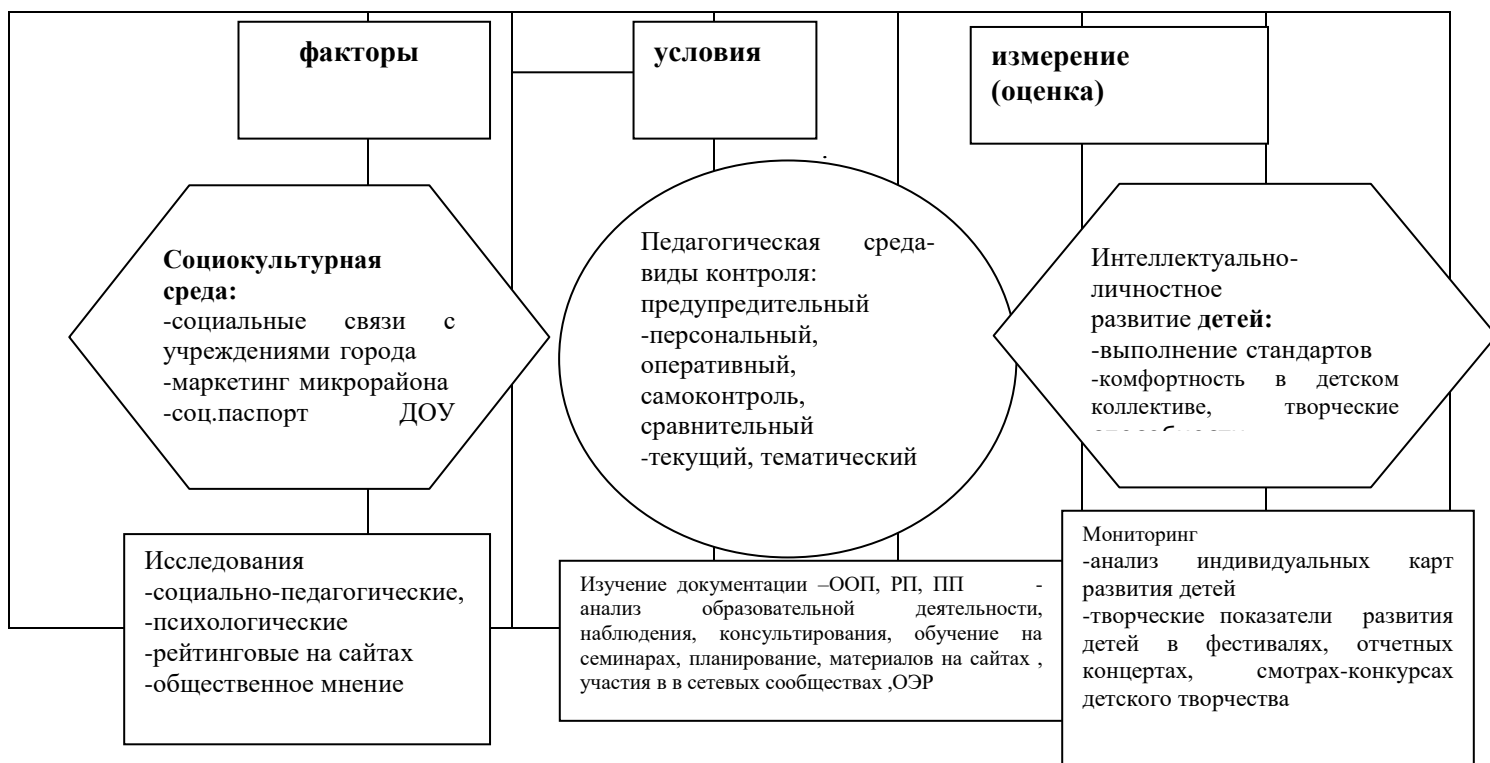 факторы
условия
измерение
(оценка)
Социокультурная
среда:
-социальные связи с
учреждениями города
-маркетинг микрорайона
-соц.паспорт ДОУ
Педагогическая среда-
виды контроля:
предупредительный
-персональный,
оперативный,
самоконтроль,
сравнительный
-текущий, тематический
Интеллектуально-
личностное
развитие детей:
-выполнение стандартов
-комфортность в детском
коллективе, творческие
Исследования
-социально-педагогические,
-психологические
-рейтинговые на сайтах
-общественное мнение
Изучение документации –ООП, РП, ПП -
анализ образовательной деятельности,
наблюдения, консультирования, обучение на
семинарах, планирование, материалов на сайтах ,
участия в в сетевых сообществах ,ОЭР
Мониторинг
-анализ индивидуальных карт
развития детей
-творческие показатели развития
детей в фестивалях, отчетных
концертах, смотрах-конкурсах
детского творчества